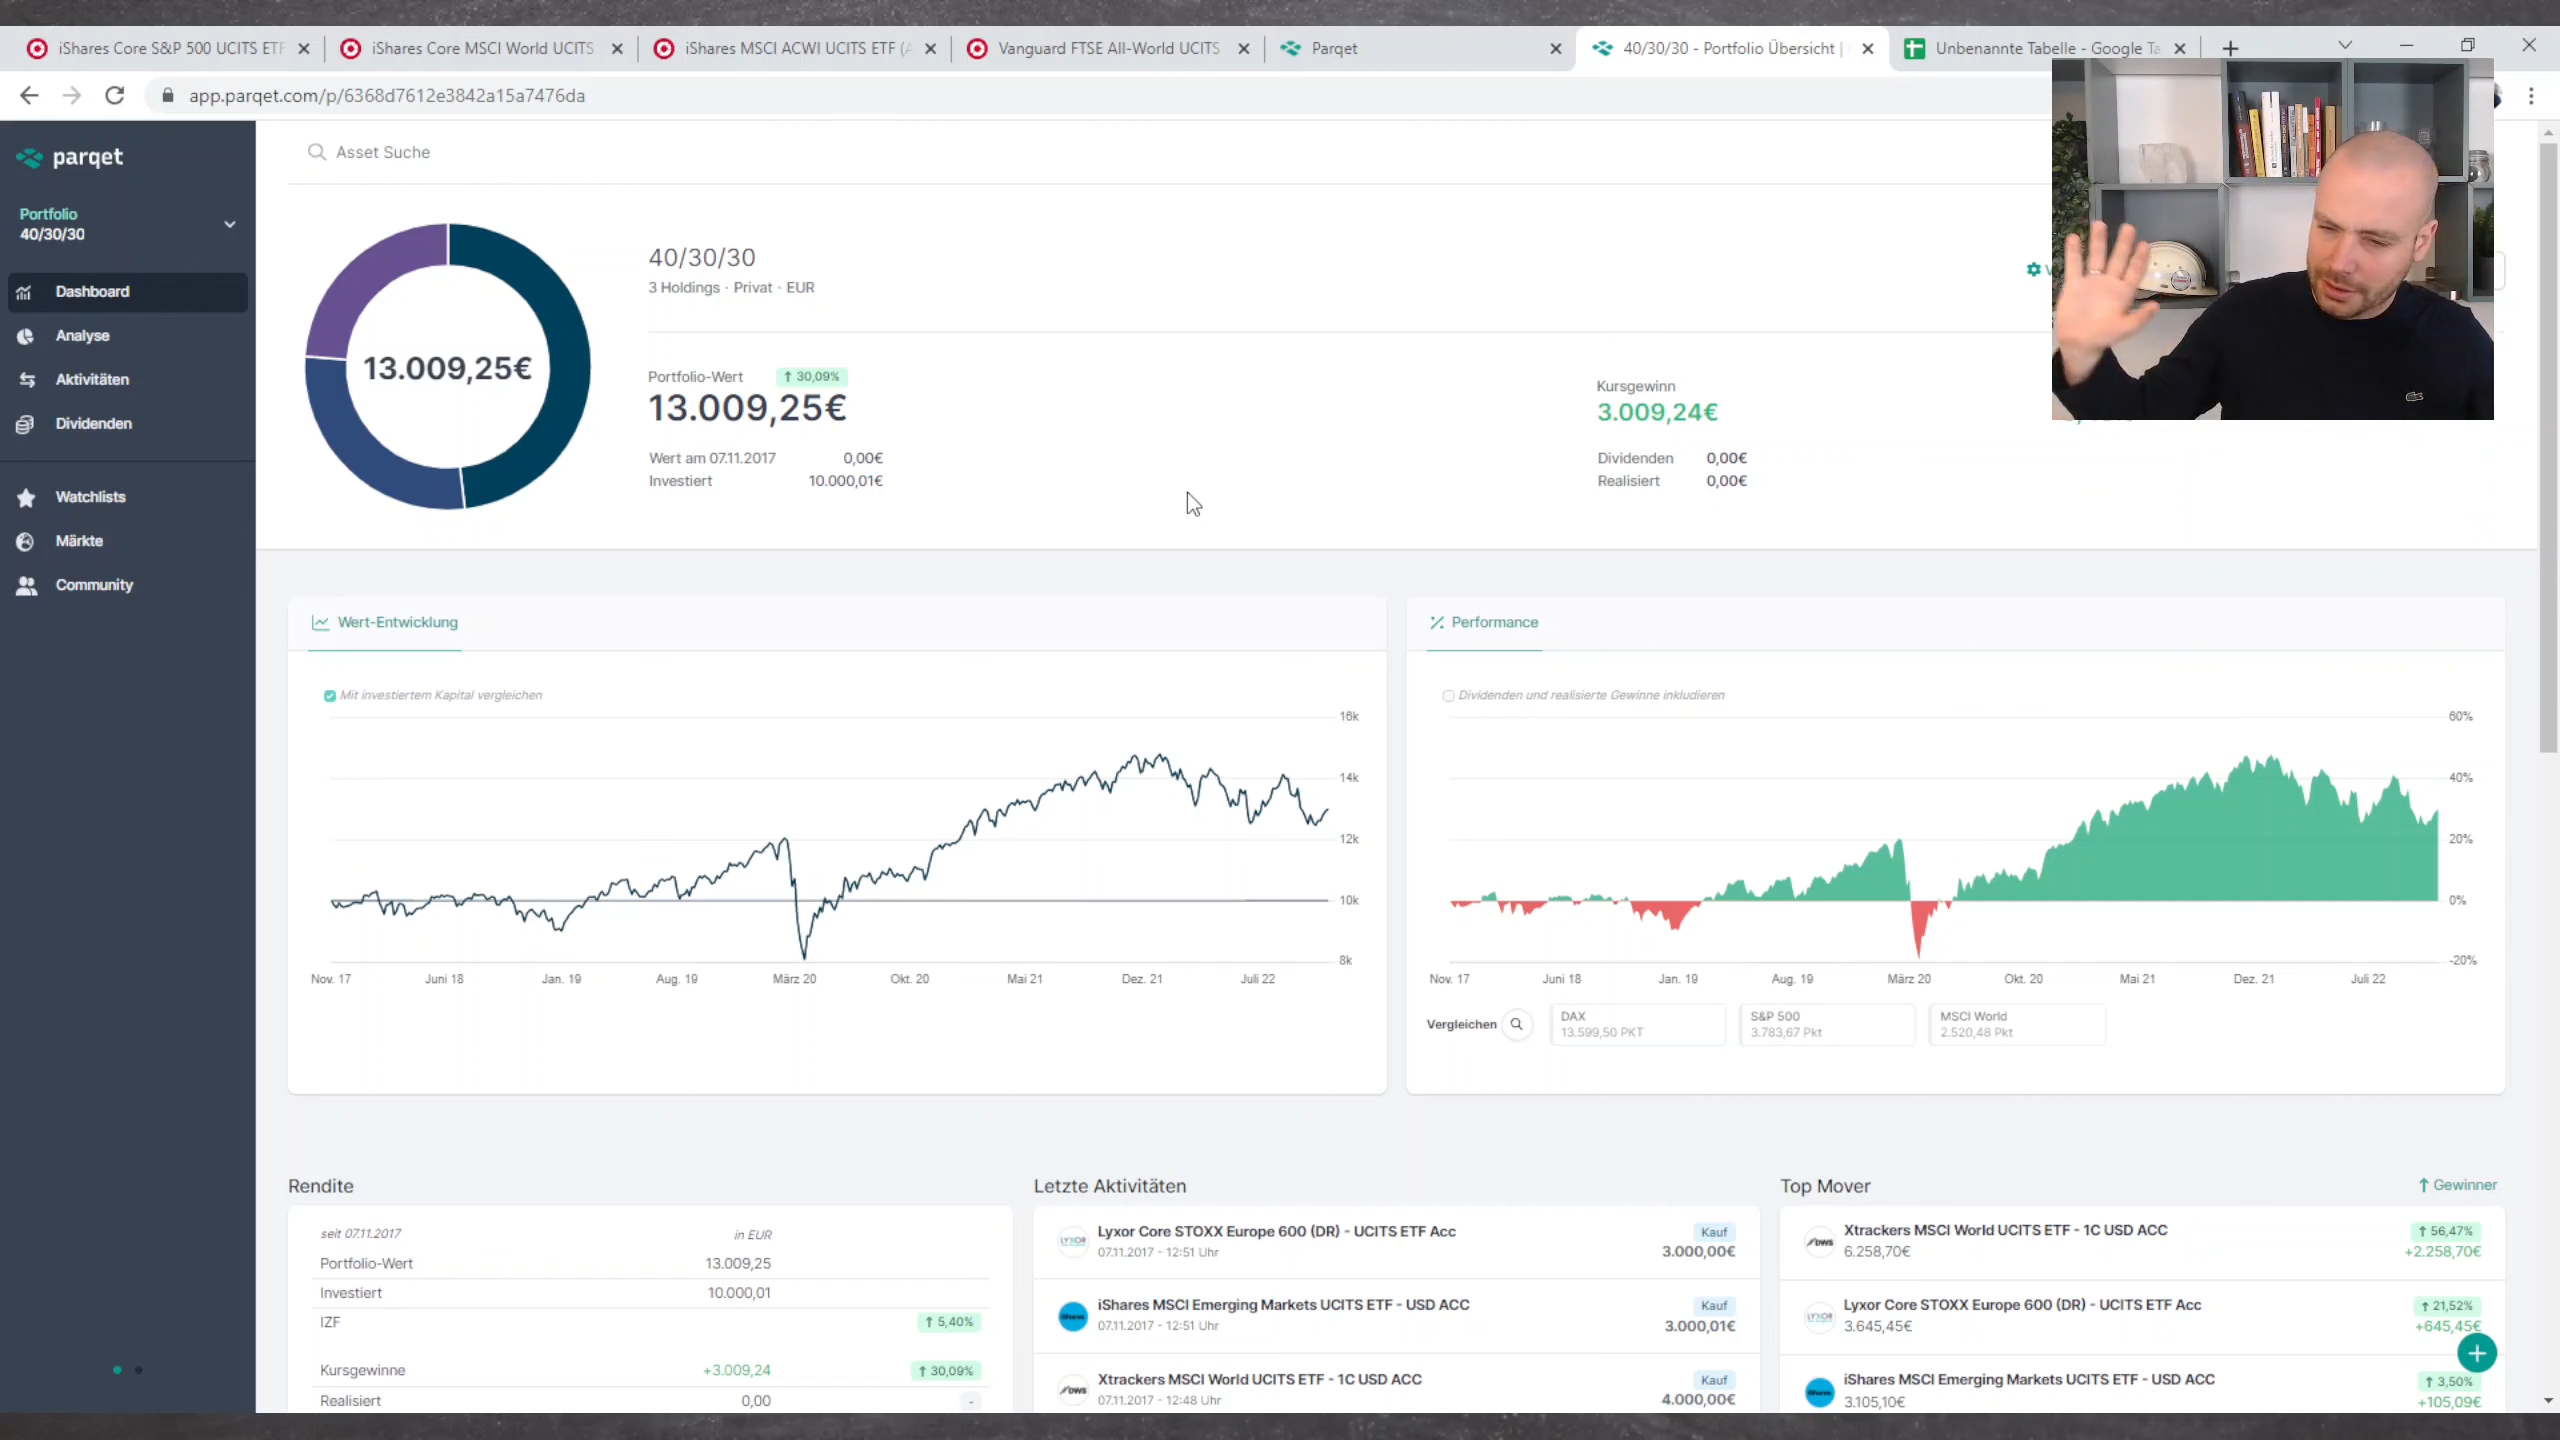 iShares Core S&P 500 UCITS ETF
iShares Core MSCI World UCITS
iShares MSCI ACWI UCITS ETF (A
Vanguard FTSE All-World UCITS
Parqet
40/30/30 - Portfolio Übersicht |
Unbenannte Tabelle - Google Ta
app.parqet.com/p/6368d7612e3842a15a7476da
parqet
Portfolio
40/30/30
Dashboard
Analyse
Aktivitäten
Dividenden
Watchlists
Märkte
Community
Asset Suche
13.009,25€
40/30/30
3 Holdings · Privat · EUR
Portfolio-Wert
↑ 30,09%
13.009,25€
Wert am 07.11.2017
0,00€
Investiert
10.000,01€
Kursgewinn
3.009,24€
Dividenden
0,00€
Realisiert
0,00€
Wert-Entwicklung
Mit investiertem Kapital vergleichen
16k
14k
12k
10k
8k
Nov. 17
Juni 18
Jan. 19
Aug. 19
März 20
Okt. 20
Mai 21
Dez. 21
Juli 22
Performance
Dividenden und realisierte Gewinne inkludieren
60%
40%
20%
0%
-20%
Nov. 17
Juni 18
Jan. 19
Aug. 19
März 20
Okt. 20
Mai 21
Dez. 21
Juli 22
Vergleichen
DAX
13.599,50 PKT
S&P 500
3.783,67 Pkt
MSCI World
2.520,48 Pkt
Rendite
seit 07.11.2017
in EUR
Portfolio-Wert
13.009,25
Investiert
10.000,01
IZF
↑ 5,40%
Kursgewinne
+3.009,24
↑ 30,09%
Realisiert
0,00
-
Letzte Aktivitäten
LYXOR
Lyxor Core STOXX Europe 600 (DR) - UCITS ETF Acc
07.11.2017 - 12:51 Uhr
Kauf
3.000,00€
iShares MSCI Emerging Markets UCITS ETF - USD ACC
07.11.2017 - 12:51 Uhr
Kauf
3.000,01€
DWS
Xtrackers MSCI World UCITS ETF - 1C USD ACC
07.11.2017 - 12:48 Uhr
Kauf
4.000,00€
Top Mover
↑ Gewinner
DWS
Xtrackers MSCI World UCITS ETF - 1C USD ACC
6.258,70€
↑ 56,47%
+2.258,70€
LYXOR
Lyxor Core STOXX Europe 600 (DR) - UCITS ETF Acc
3.645,45€
↑ 21,52%
+645,45€
iShares MSCI Emerging Markets UCITS ETF - USD ACC
3.105,10€
↑ 3,50%
+105,09€